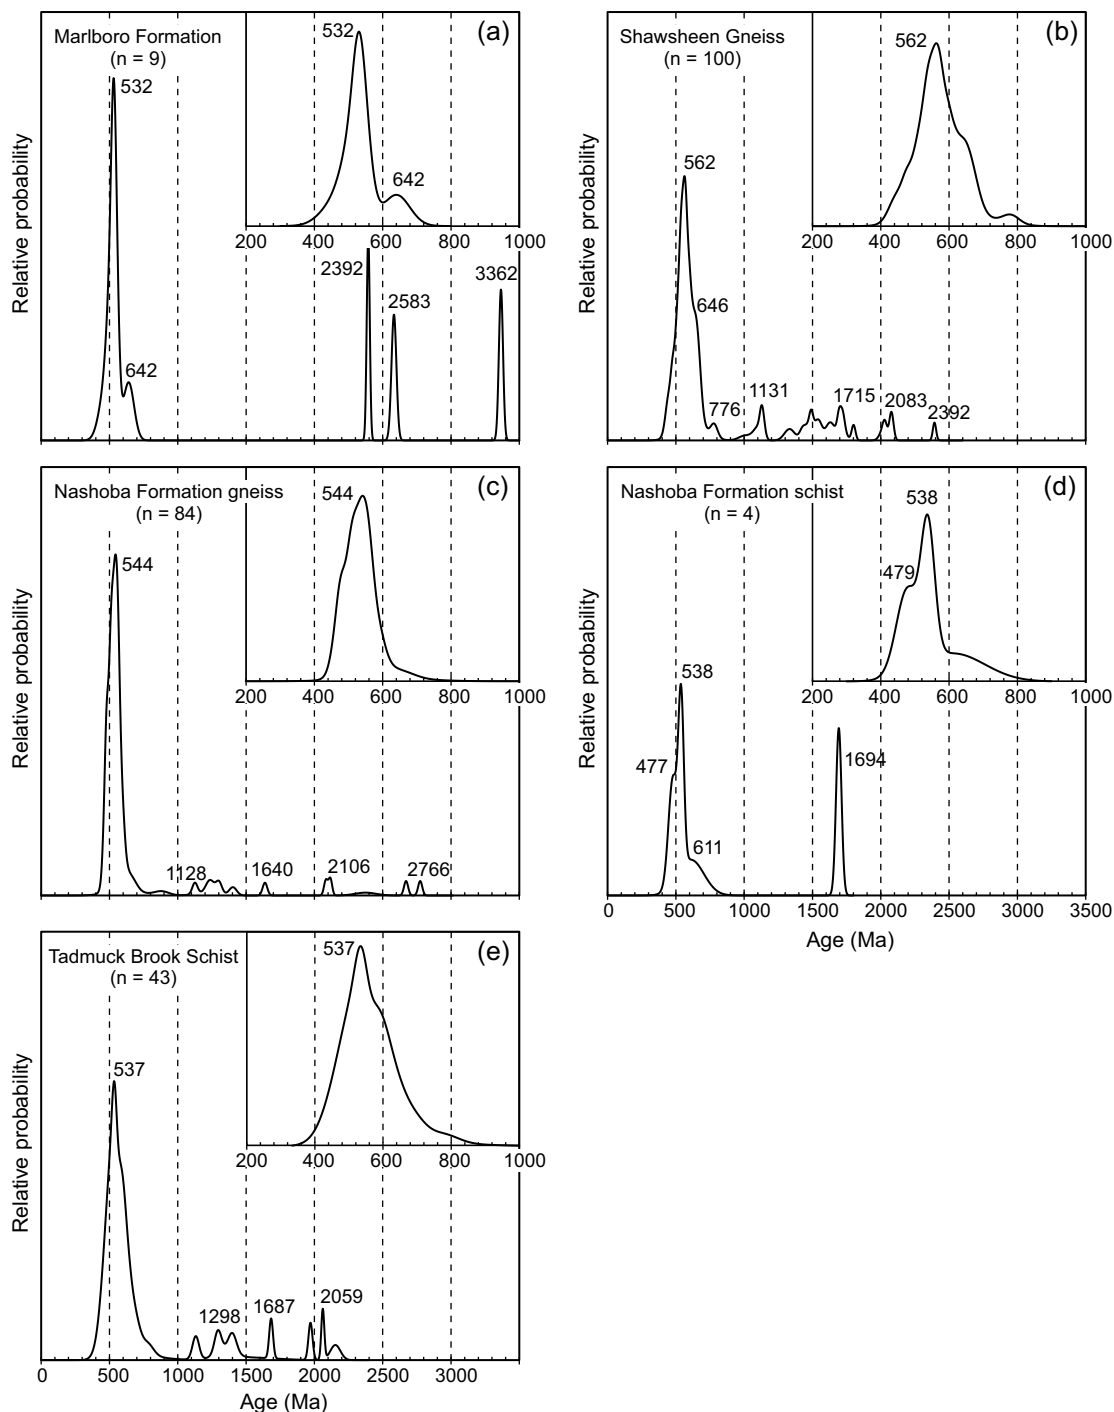 Marlboro Formation
(n = 9)
(a)
532
642
532
642
2392
2583
3362
200 400 600 800 1000
Relative probability
Shawsheen Gneiss
(n = 100)
(b)
562
562
646
776
1131
1715
2083
2392
200 400 600 800 1000
Relative probability
Nashoba Formation gneiss
(n = 84)
(c)
544
544
1128
1640
2106
2766
200 400 600 800 1000
Relative probability
Nashoba Formation schist
(n = 4)
(d)
538
479
538
477
611
1694
200 400 600 800 1000
Relative probability
0 500 1000 1500 2000 2500 3000 3500
Age (Ma)
Tadmuck Brook Schist
(n = 43)
(e)
537
537
1298
1687
2059
200 400 600 800 1000
Relative probability
0 500 1000 1500 2000 2500 3000
Age (Ma)